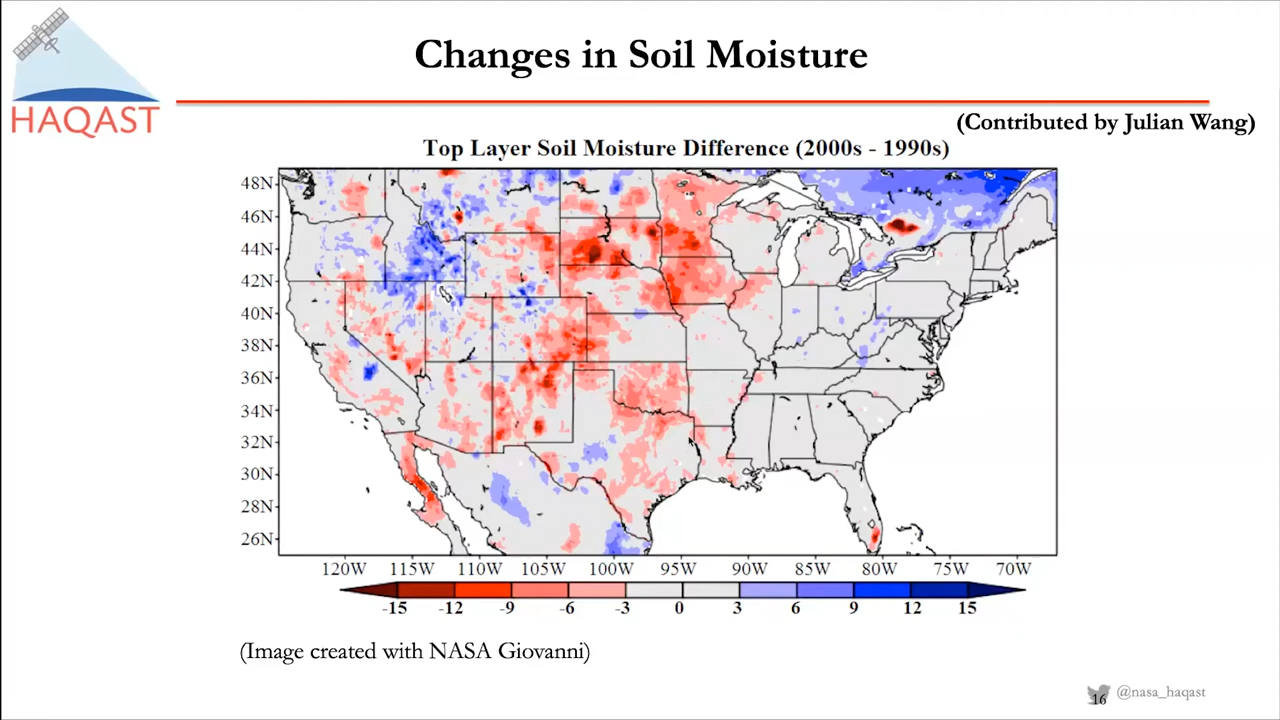 HAQAST
Changes in Soil Moisture
(Contributed by Julian Wang)
Top Layer Soil Moisture Difference (2000s - 1990s)
48N
46N
44N
42N
40N
38N
36N
34N
32N
30N
28N
26N
120W 115W 110W 105W 100W 95W 90W 85W 80W 75W 70W
-15 -12 -9 -6 -3 0 3 6 9 12 15
(Image created with NASA Giovanni)
16 @nasa_haqast